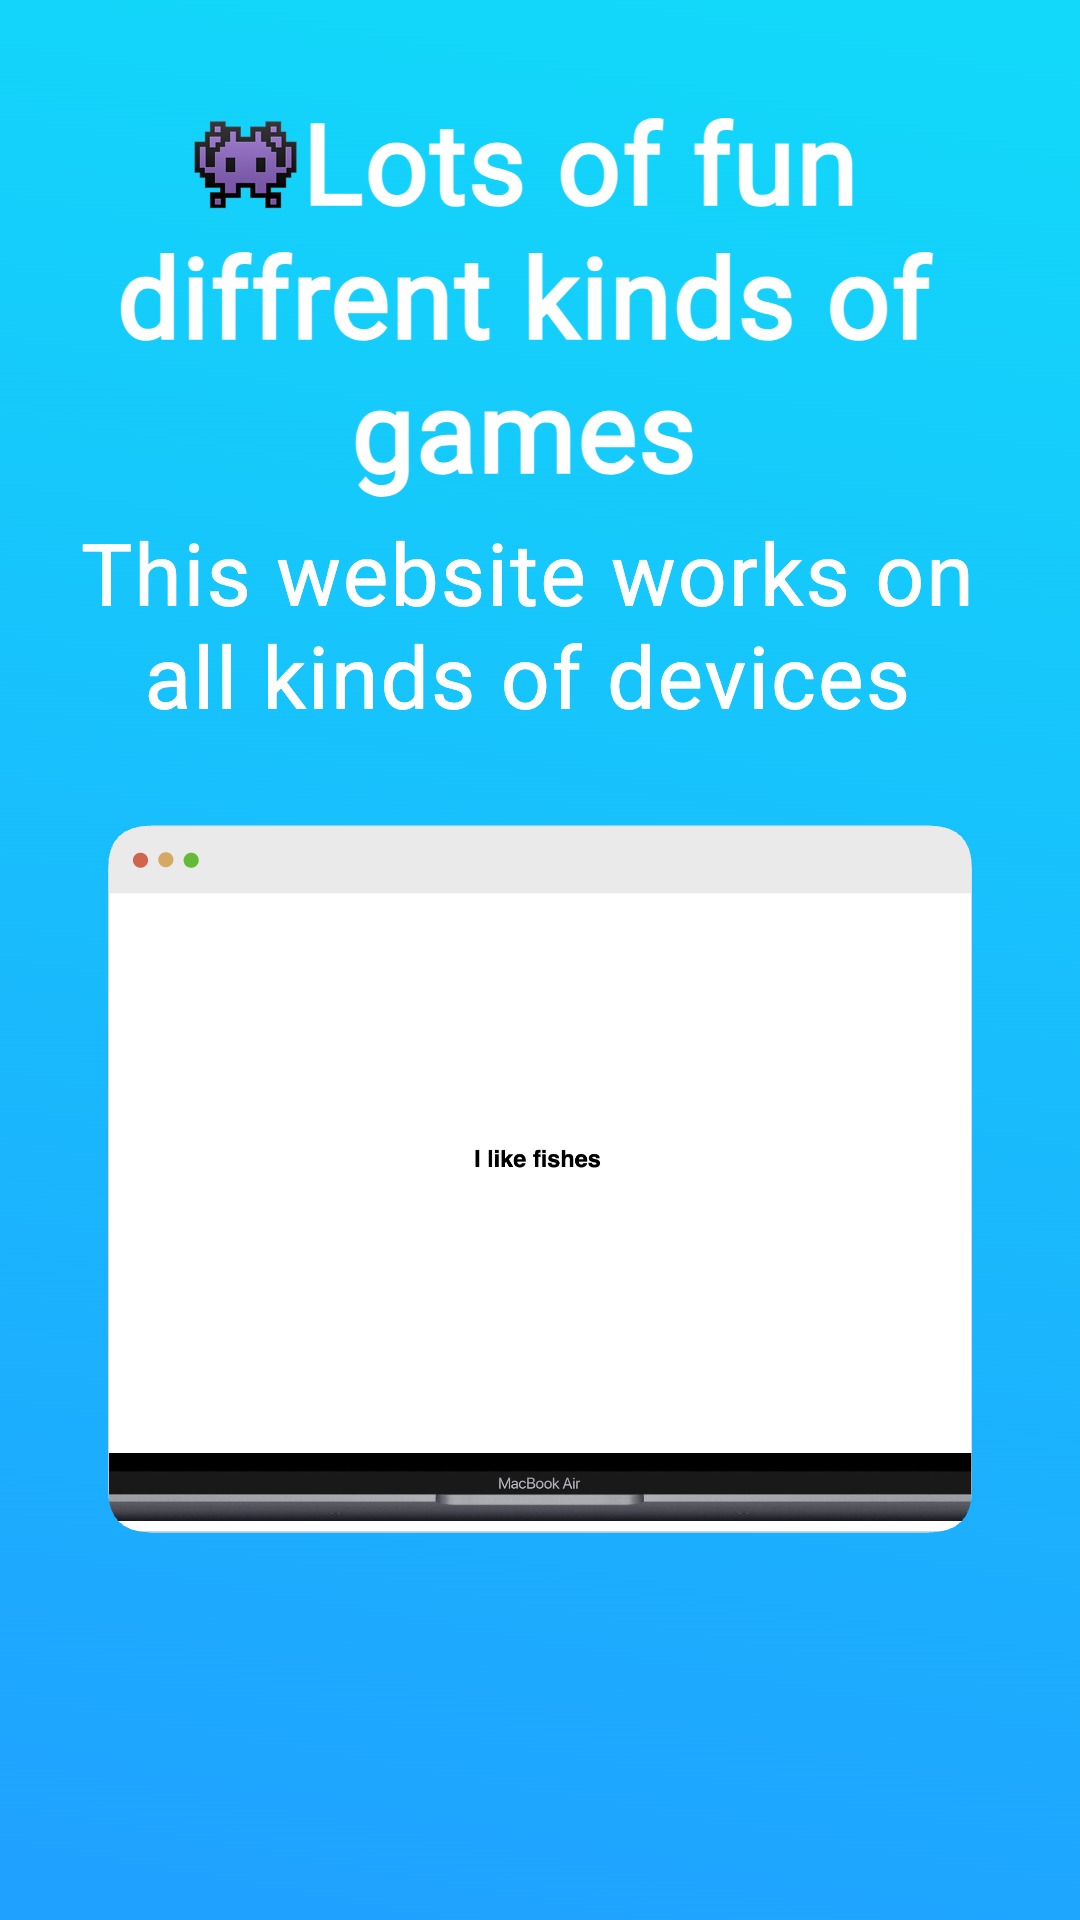 👾Lots of fun
diffrent kinds of
games
This website works on
all kinds of devices
I like fishes
MacBook Air